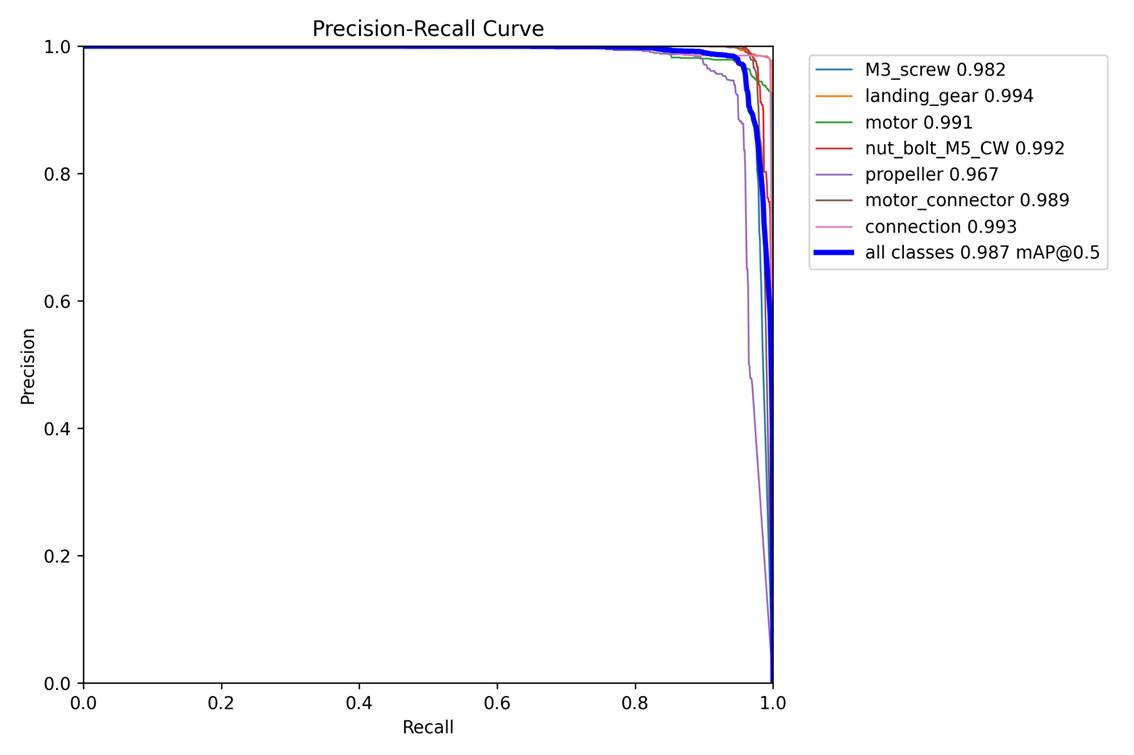 Precision-Recall Curve
1.0
0.8
0.6
0.4
0.2
0.0
Precision
0.0 0.2 0.4 0.6 0.8 1.0
Recall
M3_screw 0.982
landing_gear 0.994
motor 0.991
nut_bolt_M5_CW 0.992
propeller 0.967
motor_connector 0.989
connection 0.993
all classes 0.987 mAP@0.5